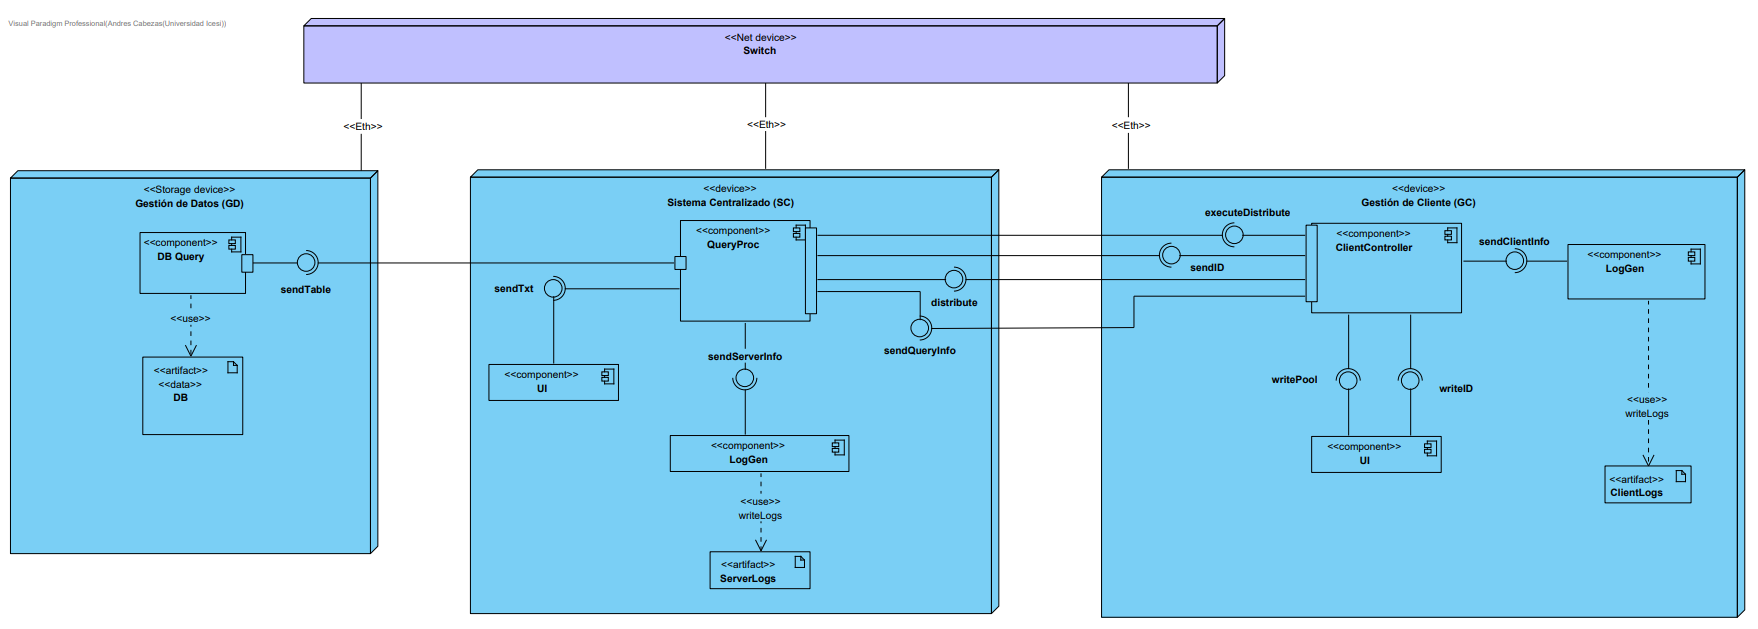 Visual Paradigm Professional(Andres Cabezas(Universidad Icesi))
<<Net device>>
Switch
<<Eth>>
<<Eth>>
<<Eth>>
<<Storage device>>
Gestión de Datos (GD)
<<component>>
DB Query
sendTable
<<use>>
<<artifact>>
<<data>>
DB
<<device>>
Sistema Centralizado (SC)
<<component>>
QueryProc
sendTxt
<<component>>
UI
sendServerInfo
<<component>>
LogGen
<<use>>
writeLogs
<<artifact>>
ServerLogs
distribute
sendQueryInfo
<<device>>
Gestión de Cliente (GC)
executeDistribute
sendID
<<component>>
ClientController
sendClientInfo
<<component>>
LogGen
writePool
writeID
<<component>>
UI
<<use>>
writeLogs
<<artifact>>
ClientLogs